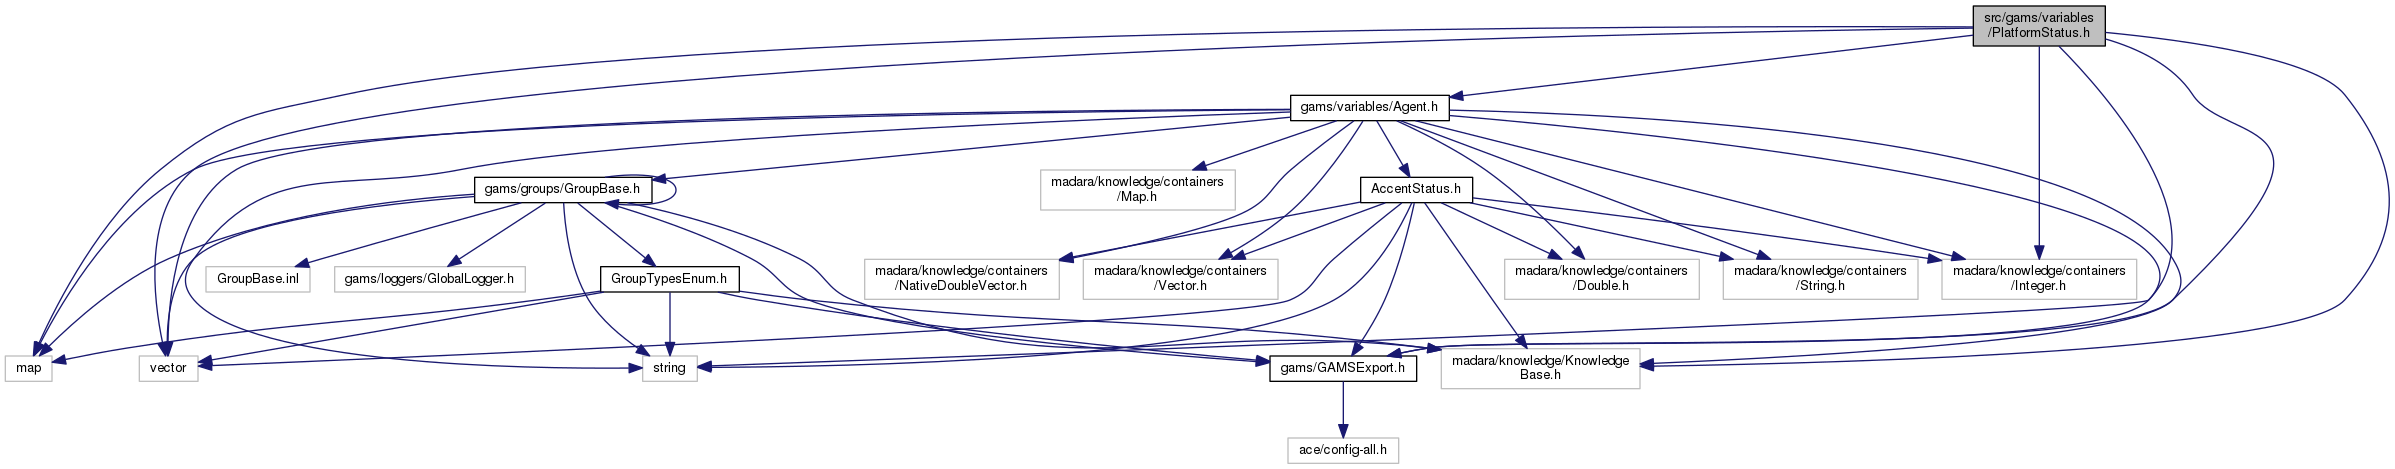 src/gams/variables
/PlatformStatus.h
gams/variables/Agent.h
gams/groups/GroupBase.h
madara/knowledge/containers
/Map.h
AccentStatus.h
GroupBase.inl
gams/loggers/GlobalLogger.h
GroupTypesEnum.h
madara/knowledge/containers
/NativeDoubleVector.h
madara/knowledge/containers
/Vector.h
madara/knowledge/containers
/Double.h
madara/knowledge/containers
/String.h
madara/knowledge/containers
/Integer.h
map
vector
string
gams/GAMSExport.h
madara/knowledge/Knowledge
Base.h
ace/config-all.h